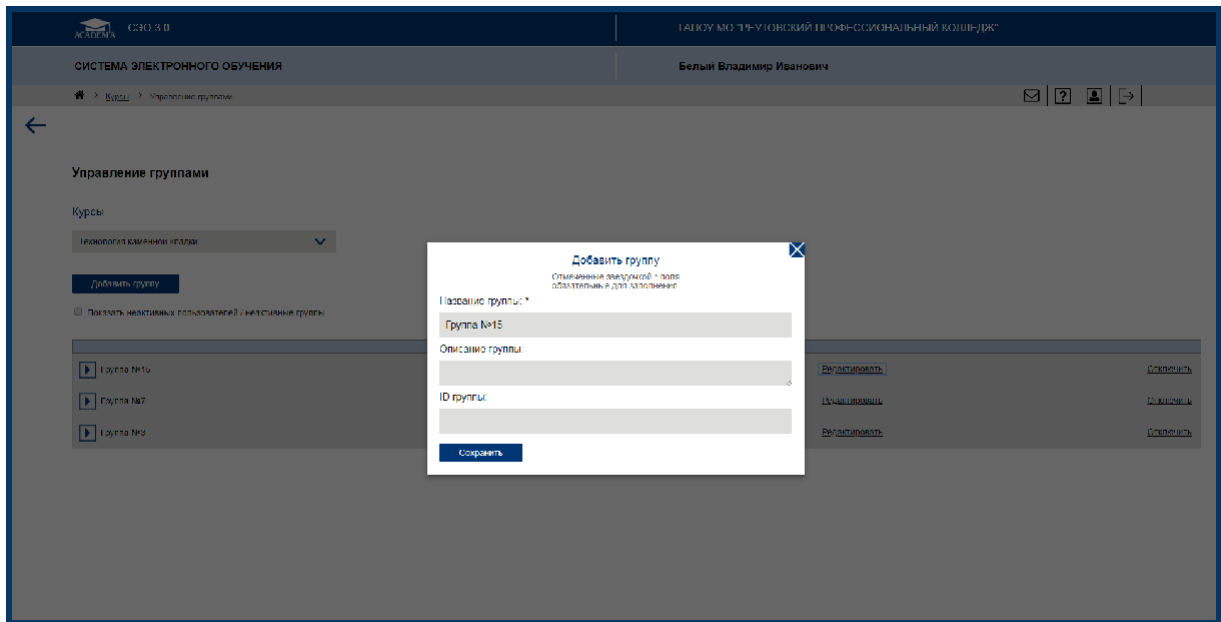 ACADEMIA
СЭО 3.0
ГАПОУ МО "РЕУТОВСКИЙ ПРОФЕССИОНАЛЬНЫЙ КОЛЛЕДЖ"
СИСТЕМА ЭЛЕКТРОННОГО ОБУЧЕНИЯ
Белый Владимир Иванович
> Курсы > Управление группами
?
Управление группами
Курсы
Технология каменной кладки
Добавить группу
Показать неактивных пользователей / неактивные группы
Добавить группу
Отмеченные звездочкой * поля
обязательные для заполнения
Название группы: *
Группа №15
Описание группы:
ID группы:
Сохранить
Группа №15
Редактировать
Отключить
Группа №7
Редактировать
Отключить
Группа №3
Редактировать
Отключить